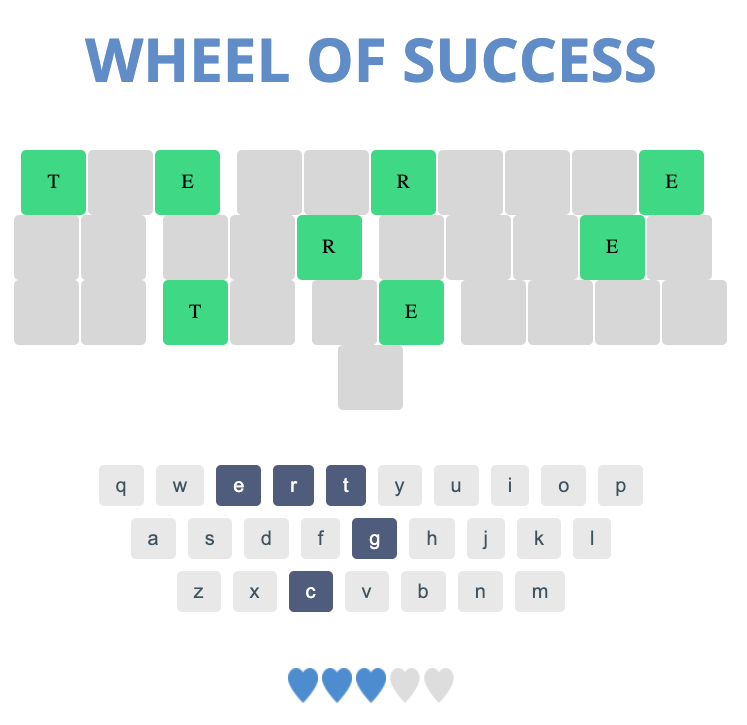 WHEEL OF SUCCESS
T E R E
R E
T E
q w e r t y u i o p
a s d f g h j k l
z x c v b n m